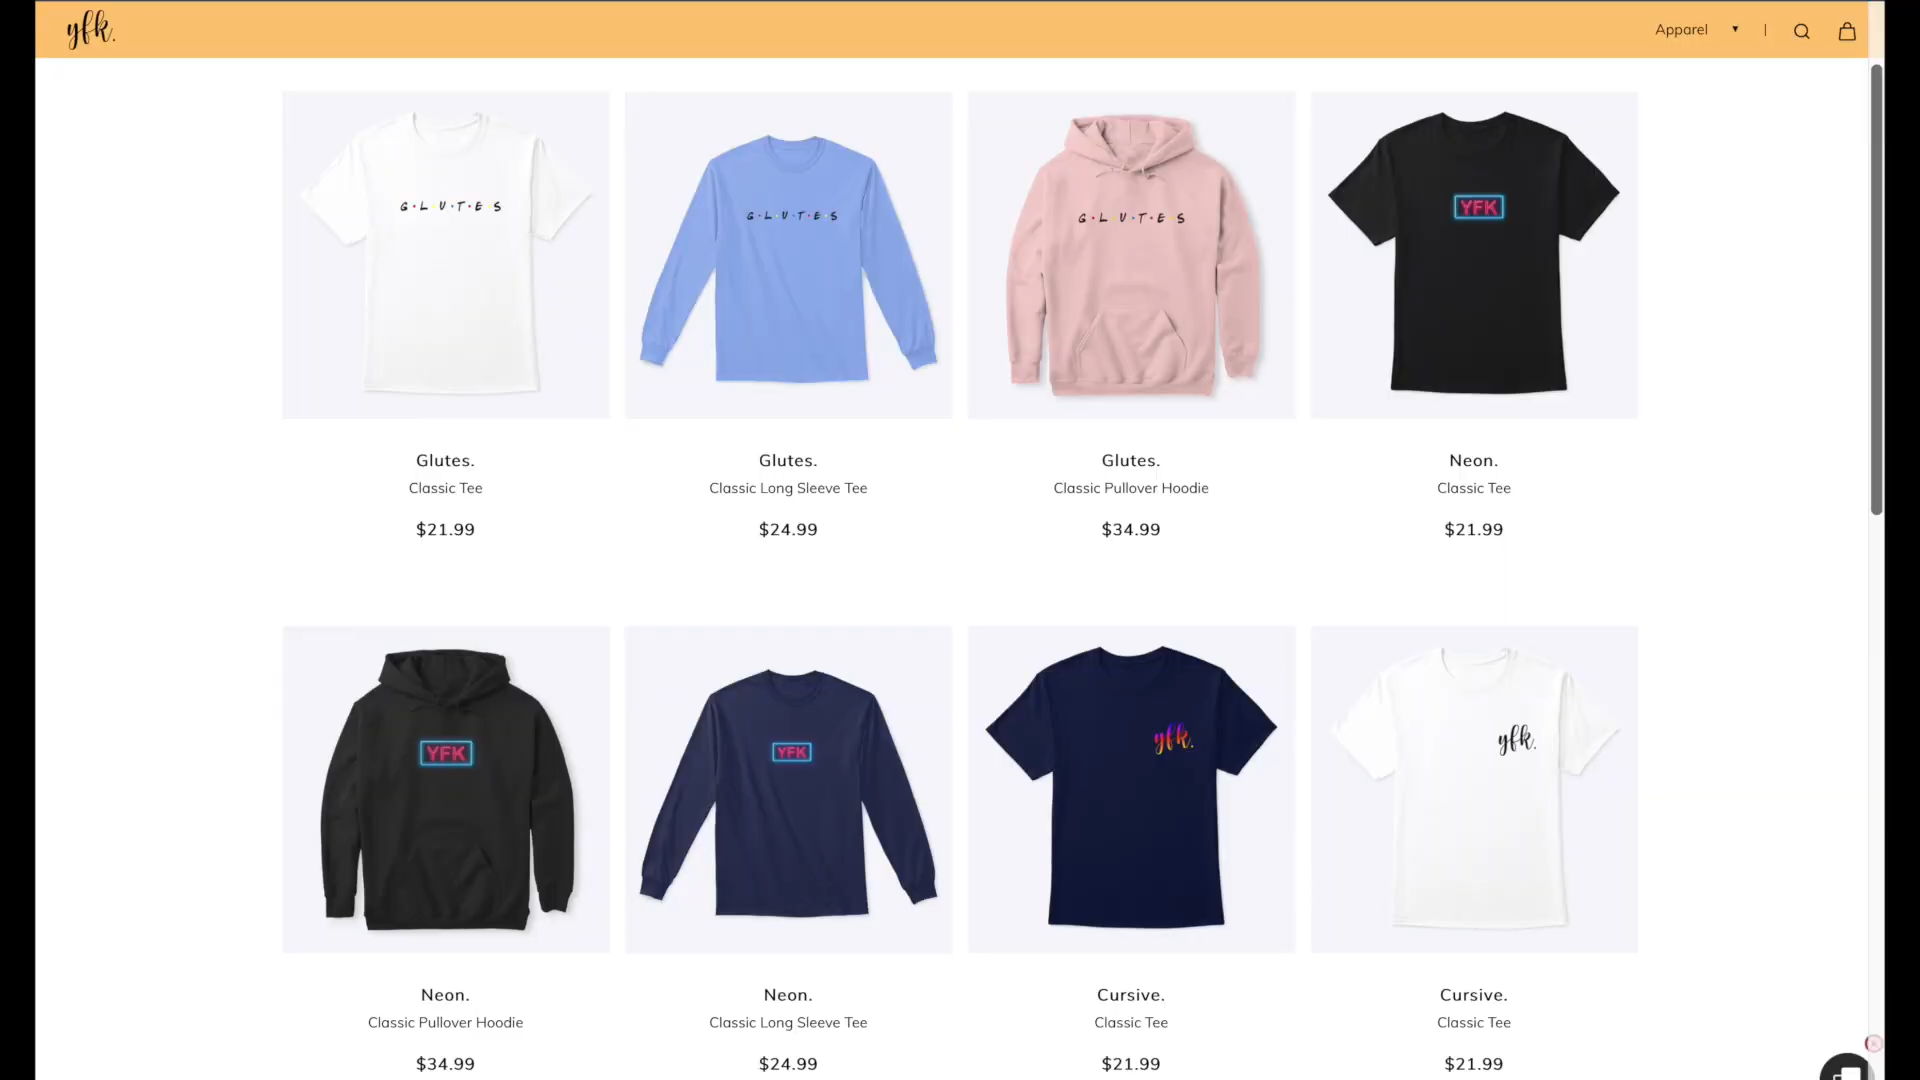 yfk.
Apparel
G·L·U·T·E·S
G·L·U·T·E·S
G·L·U·T·E·S
YFK
Glutes.
Classic Tee
$21.99
Glutes.
Classic Long Sleeve Tee
$24.99
Glutes.
Classic Pullover Hoodie
$34.99
Neon.
Classic Tee
$21.99
YFK
YFK
yfk.
yfk.
Neon.
Classic Pullover Hoodie
$34.99
Neon.
Classic Long Sleeve Tee
$24.99
Cursive.
Classic Tee
$21.99
Cursive.
Classic Tee
$21.99